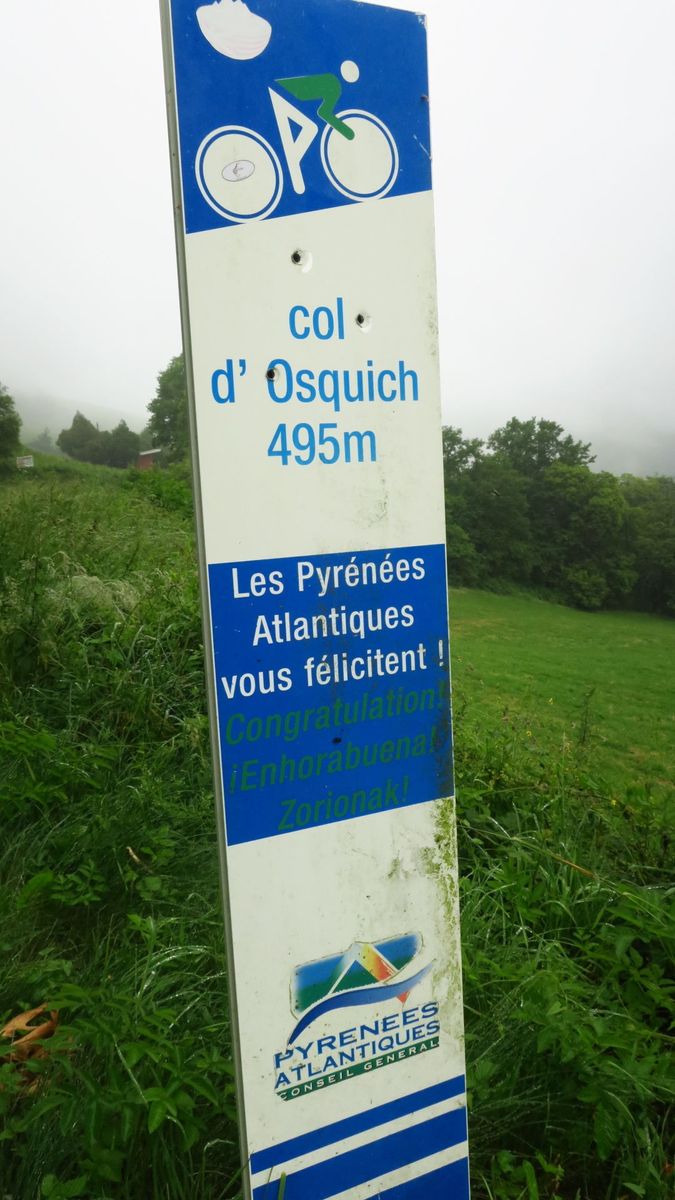 col
d' Osquich
495m
Les Pyrénées
Atlantiques
vous félicitent !
Congratulation!
¡Enhorabuena!
Zorionak!
PYRENEES
ATLANTIQUES
CONSEIL GENERAL